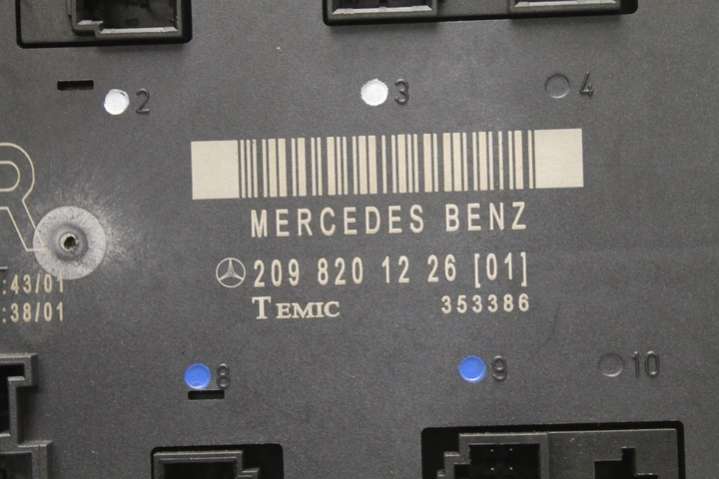 2 3 4
R
MERCEDES BENZ
209 820 12 26 [01]
:43/01
TEMIC 353386
:38/01
8 9 10